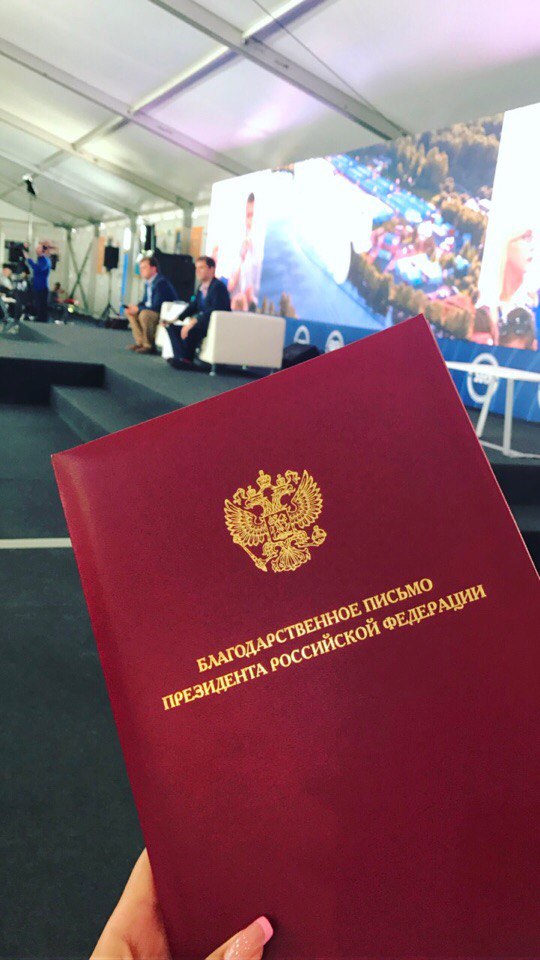 БЛАГОДАРСТВЕННОЕ ПИСЬМО
ПРЕЗИДЕНТА РОССИЙСКОЙ ФЕДЕРАЦИИ